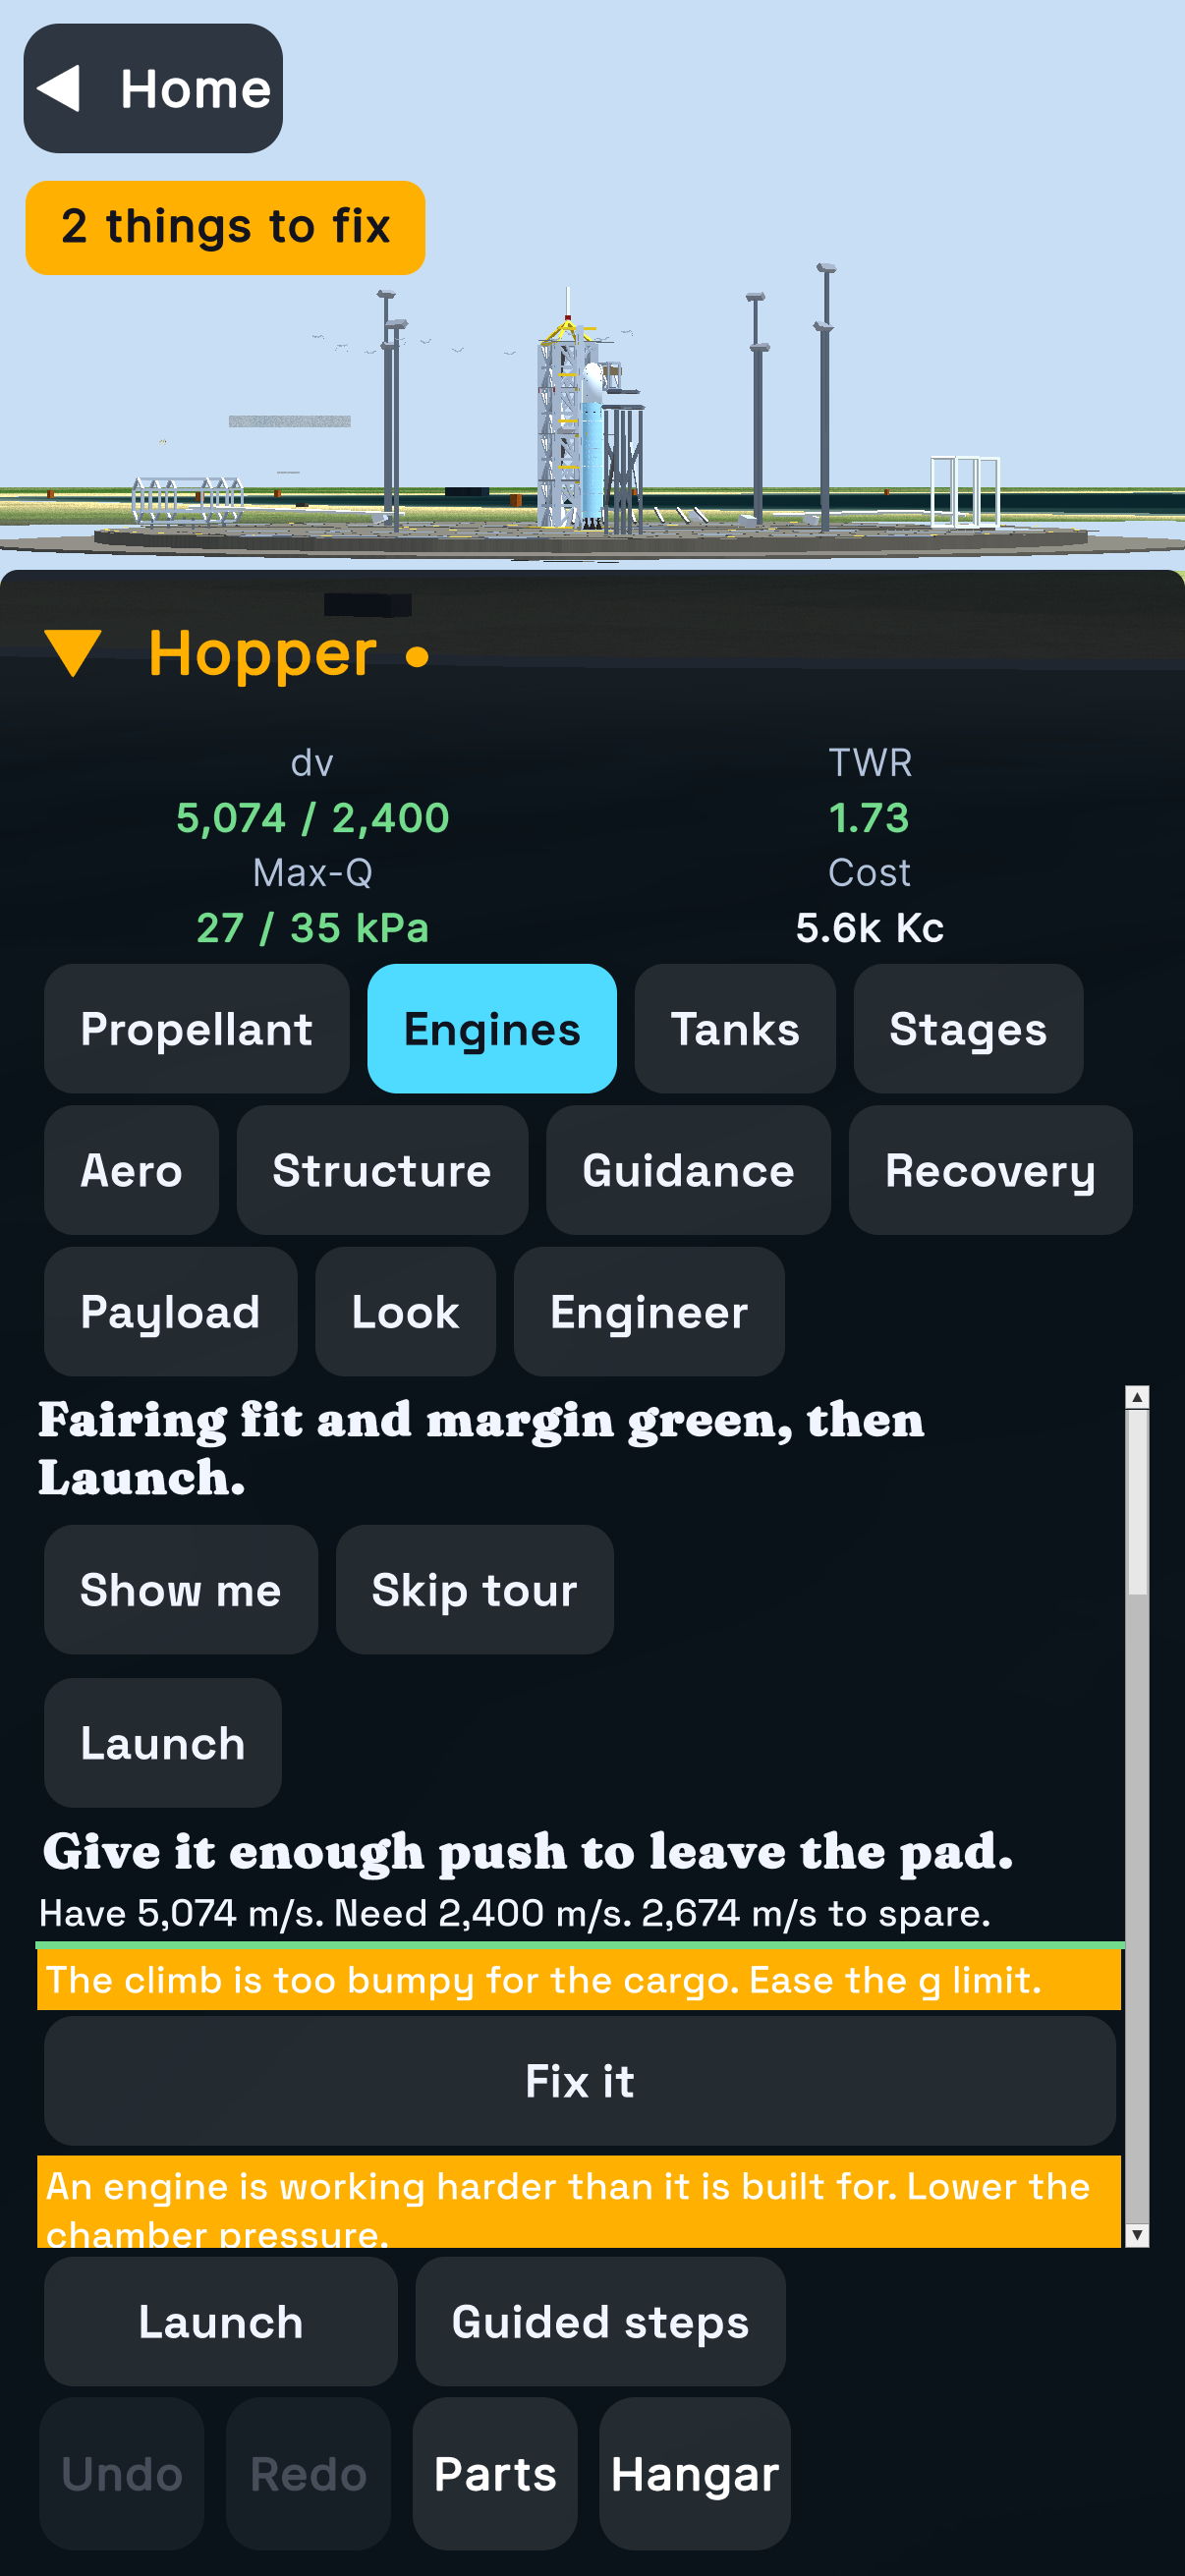 Home
2 things to fix
Hopper
dv
TWR
5,074 / 2,400
1.73
Max-Q
Cost
27 / 35 kPa
5.6k Kc
Propellant
Engines
Tanks
Stages
Aero
Structure
Guidance
Recovery
Payload
Look
Engineer
Fairing fit and margin green, then
Launch.
Show me
Skip tour
Launch
Give it enough push to leave the pad.
Have 5,074 m/s. Need 2,400 m/s. 2,674 m/s to spare.
The climb is too bumpy for the cargo. Ease the g limit.
Fix it
An engine is working harder than it is built for. Lower the
chamber pressure.
Launch
Guided steps
Undo
Redo
Parts
Hangar